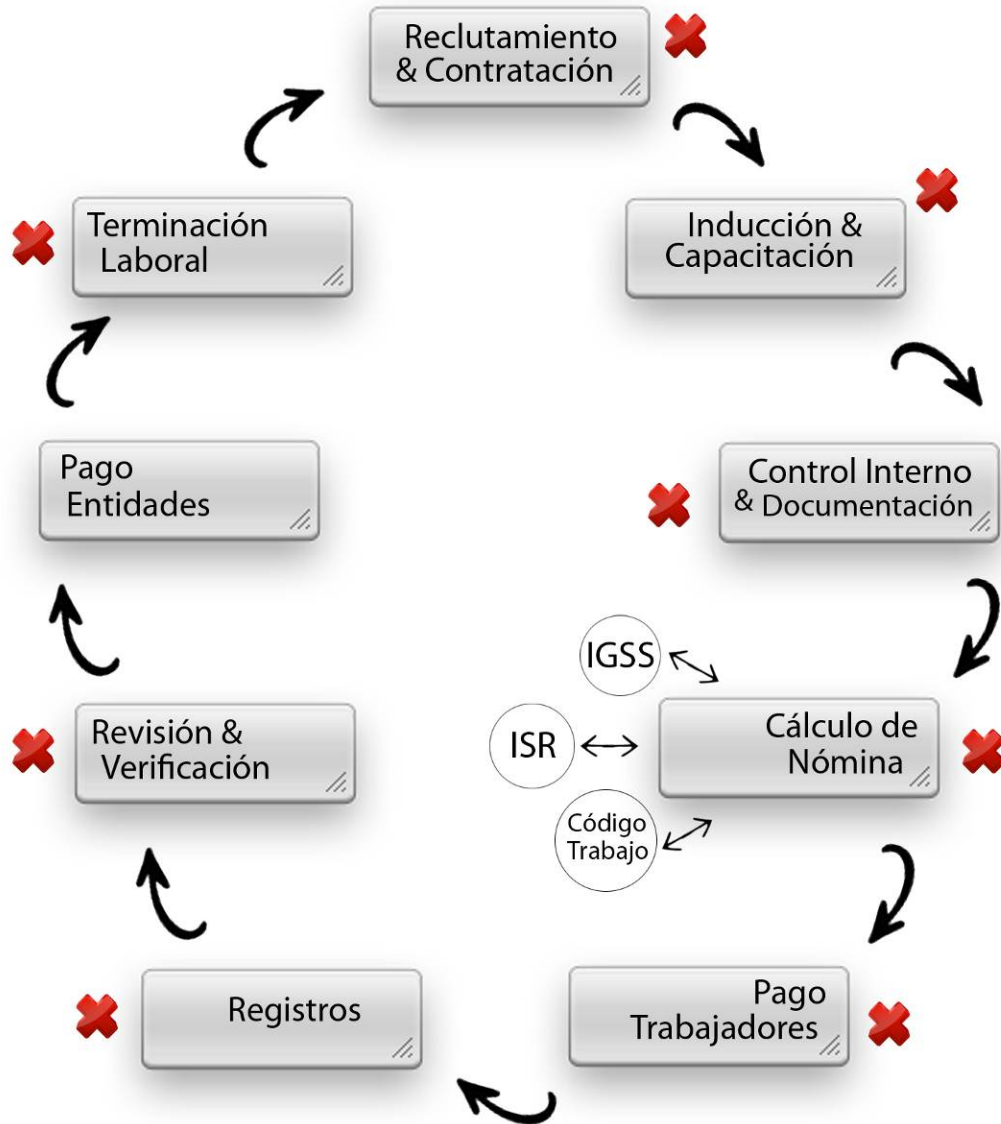 Reclutamiento
& Contratación
Inducción &
Capacitación
Control Interno
& Documentación
Cálculo de
Nómina
IGSS
ISR
Código
Trabajo
Pago
Trabajadores
Registros
Revisión &
Verificación
Pago
Entidades
Terminación
Laboral